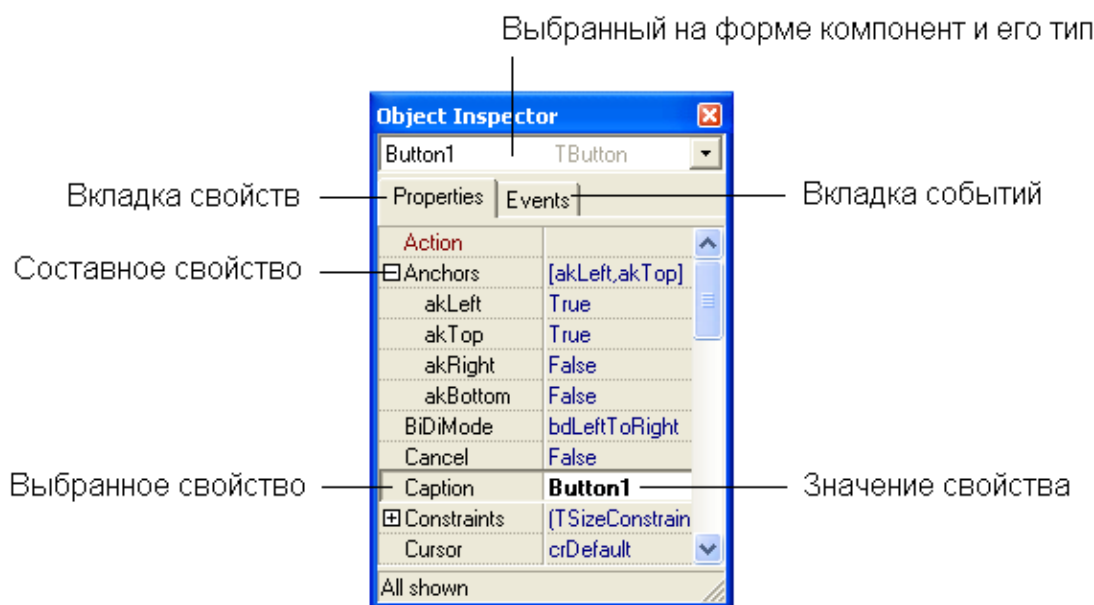 Выбранный на форме компонент и его тип
Object Inspector
Button1 TButton
Вкладка свойств Properties Events Вкладка событий
Action
Составное свойство Anchors [akLeft,akTop]
akLeft True
akTop True
akRight False
akBottom False
BiDiMode bdLeftToRight
Cancel False
Выбранное свойство Caption Button1 Значение свойства
Constraints (TSizeConstrain
Cursor crDefault
All shown